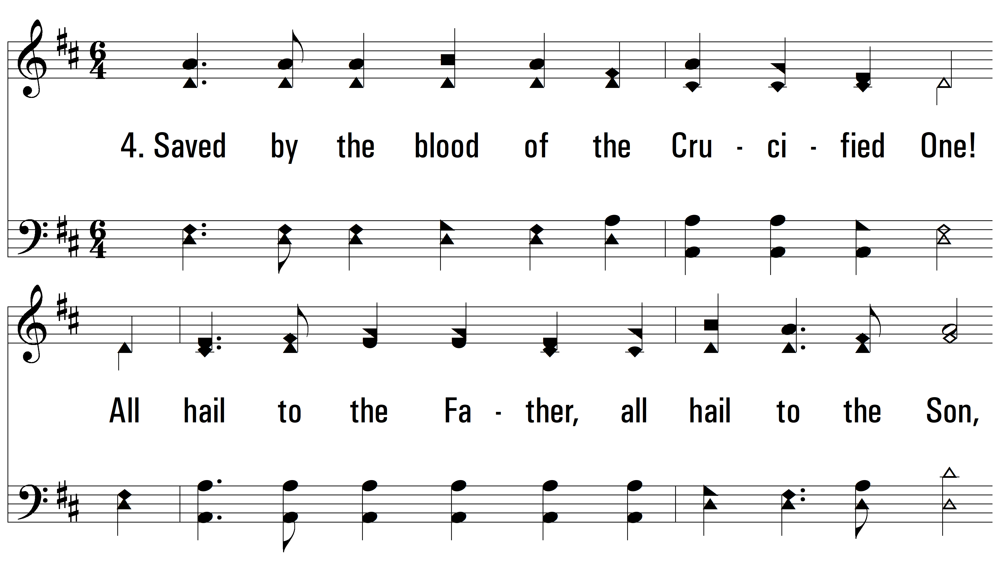 4. Saved by the blood of the Cru - ci - fied One!
All hail to the Fa - ther, all hail to the Son,